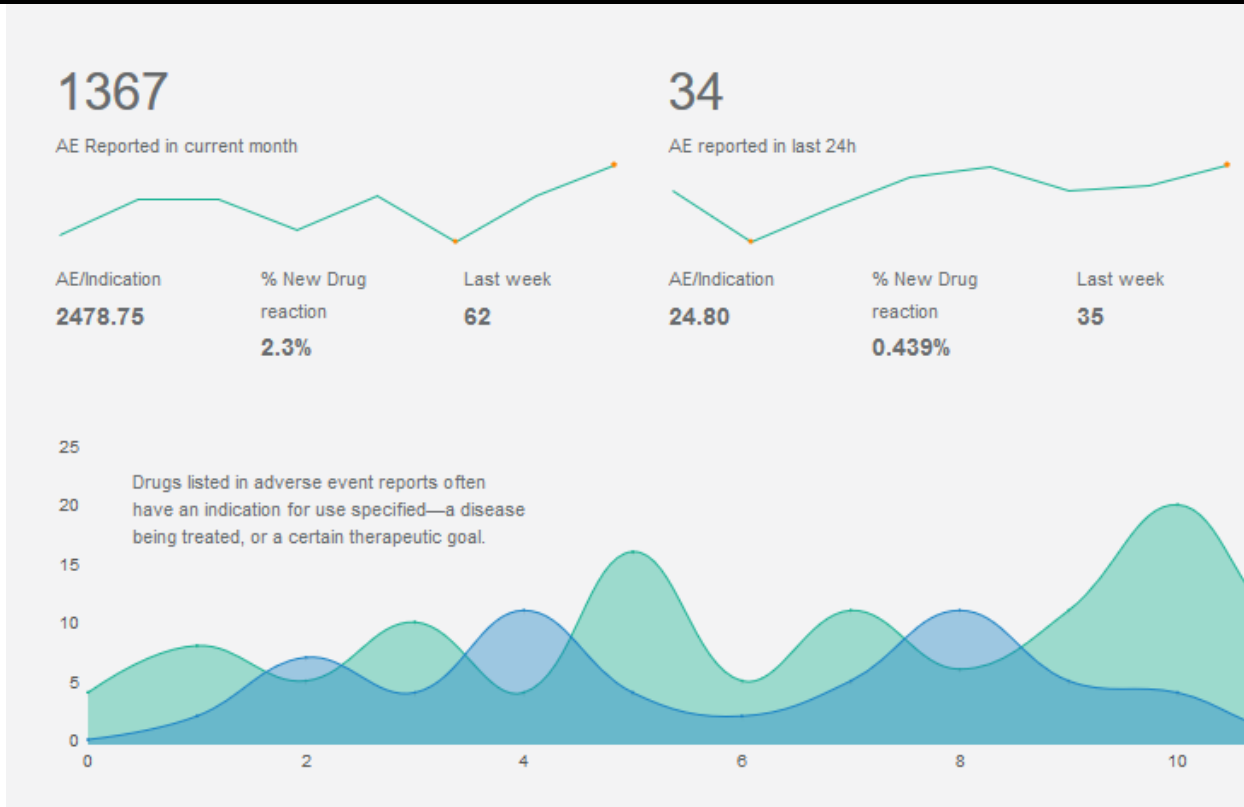 1367
34
AE Reported in current month
AE reported in last 24h
AE/Indication
2478.75
% New Drug
reaction
2.3%
Last week
62
AE/Indication
24.80
% New Drug
reaction
0.439%
Last week
35
25
20
15
10
5
0
Drugs listed in adverse event reports often
have an indication for use specified—a disease
being treated, or a certain therapeutic goal.
0
2
4
6
8
10